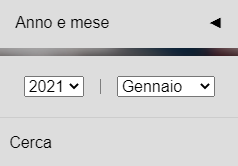 Anno e mese ◄
2021 | Gennaio
Cerca